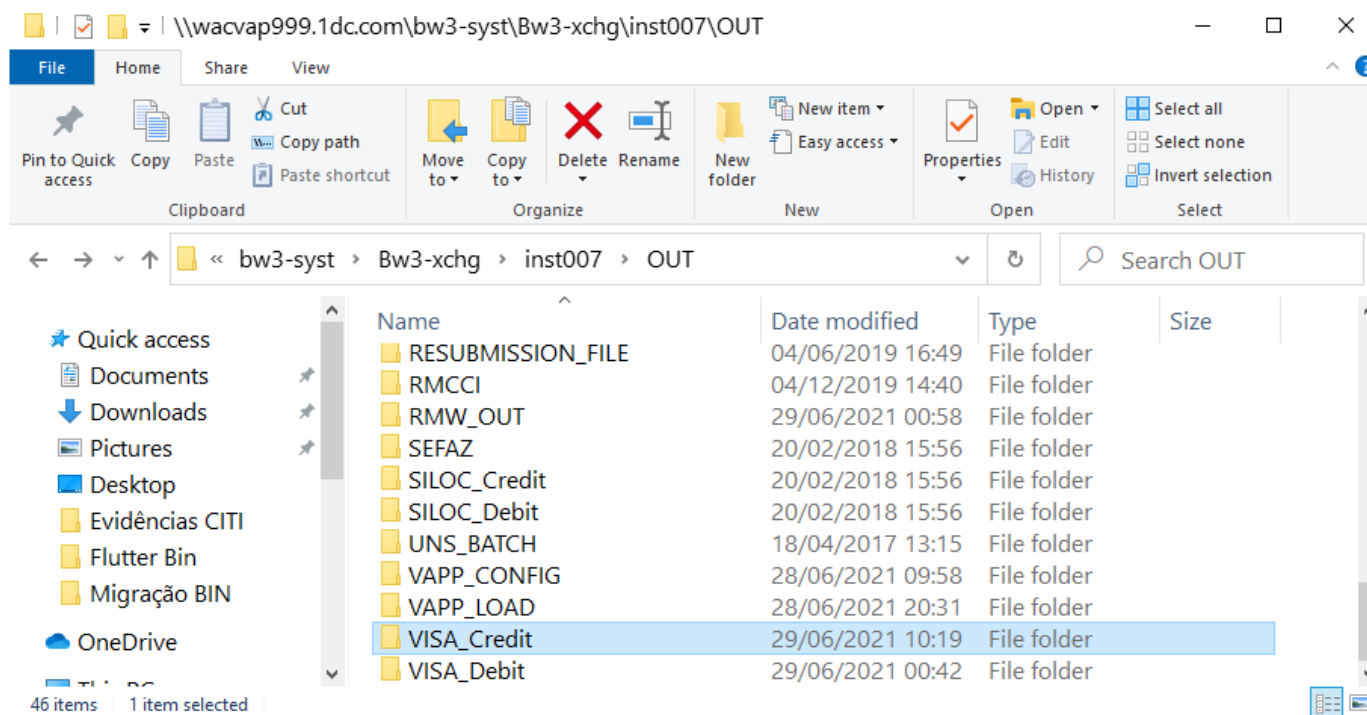 \\wacvap999.1dc.com\bw3-syst\Bw3-xchg\inst007\OUT
File Home Share View
Pin to Quick access
Copy
Paste
Cut
Copy path
Paste shortcut
Clipboard
Move to
Copy to
Delete
Rename
Organize
New folder
New item
Easy access
New
Properties
Open
Edit
History
Open
Select all
Select none
Invert selection
Select
« bw3-syst › Bw3-xchg › inst007 › OUT
Search OUT
Quick access
Documents
Downloads
Pictures
Desktop
Evidências CITI
Flutter Bin
Migração BIN
OneDrive
This PC
Name Date modified Type Size
RESUBMISSION_FILE 04/06/2019 16:49 File folder
RMCCI 04/12/2019 14:40 File folder
RMW_OUT 29/06/2021 00:58 File folder
SEFAZ 20/02/2018 15:56 File folder
SILOC_Credit 20/02/2018 15:56 File folder
SILOC_Debit 20/02/2018 15:56 File folder
UNS_BATCH 18/04/2017 13:15 File folder
VAPP_CONFIG 28/06/2021 09:58 File folder
VAPP_LOAD 28/06/2021 20:31 File folder
VISA_Credit 29/06/2021 10:19 File folder
VISA_Debit 29/06/2021 00:42 File folder
46 items 1 item selected